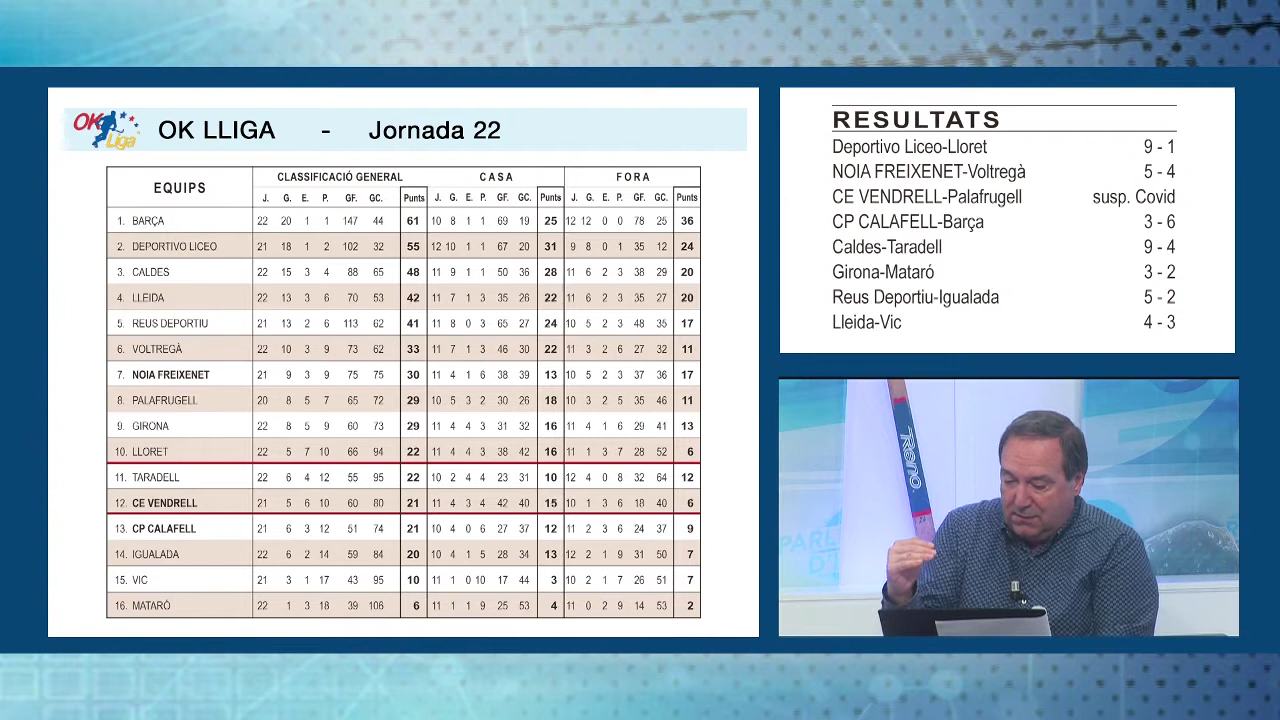 OK Liga
OK LLIGA - Jornada 22
EQUIPS CLASSIFICACIÓ GENERAL CASA FORA
J. G. E. P. GF. GC. Punts J. G. E. P. GF. GC. Punts J. G. E. P. GF. GC. Punts
1. BARÇA 22 20 1 1 147 44 61 10 8 1 1 69 19 25 12 12 0 0 78 25 36
2. DEPORTIVO LICEO 21 18 1 2 102 32 55 12 10 1 1 67 20 31 9 8 0 1 35 12 24
3. CALDES 22 15 3 4 88 65 48 11 9 1 1 50 36 28 11 6 2 3 38 29 20
4. LLEIDA 22 13 3 6 70 53 42 11 7 1 3 35 26 22 11 6 2 3 35 27 20
5. REUS DEPORTIU 21 13 2 6 113 62 41 11 8 0 3 65 27 24 10 5 2 3 48 35 17
6. VOLTREGÀ 22 10 3 9 73 62 33 11 7 1 3 46 30 22 11 3 2 6 27 32 11
7. NOIA FREIXENET 21 9 3 9 75 75 30 11 4 1 6 38 39 13 10 5 2 3 37 36 17
8. PALAFRUGELL 20 8 5 7 65 72 29 10 5 3 2 30 26 18 10 3 2 5 35 46 11
9. GIRONA 22 8 5 9 60 73 29 11 4 4 3 31 32 16 11 4 1 6 29 41 13
10. LLORET 22 5 7 10 66 94 22 11 4 4 3 38 42 16 11 1 3 7 28 52 6
11. TARADELL 22 6 4 12 55 95 22 10 2 4 4 23 31 10 12 4 0 8 32 64 12
12. CE VENDRELL 21 5 6 10 60 80 21 11 4 3 4 42 40 15 10 1 3 6 18 40 6
13. CP CALAFELL 21 6 3 12 51 74 21 10 4 0 6 27 37 12 11 2 3 6 24 37 9
14. IGUALADA 22 6 2 14 59 84 20 10 4 1 5 28 34 13 12 2 1 9 31 50 7
15. VIC 21 3 1 17 43 95 10 11 1 0 10 17 44 3 10 2 1 7 26 51 7
16. MATARÓ 22 1 3 18 39 106 6 11 1 1 9 25 53 4 11 0 2 9 14 53 2
RESULTATS
Deportivo Liceo-Lloret 9 - 1
NOIA FREIXENET-Voltregà 5 - 4
CE VENDRELL-Palafrugell susp. Covid
CP CALAFELL-Barça 3 - 6
Caldes-Taradell 9 - 4
Girona-Mataró 3 - 2
Reus Deportiu-Igualada 5 - 2
Lleida-Vic 4 - 3
Reno